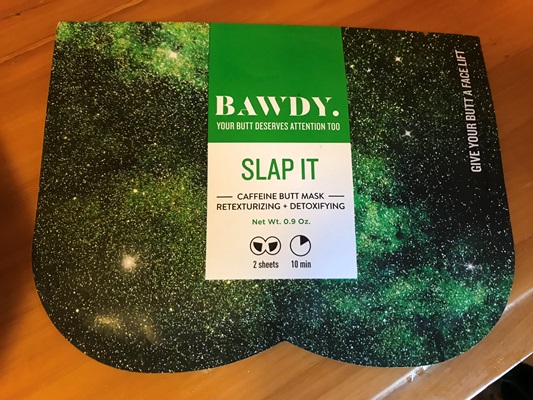 BAWDY.
YOUR BUTT DESERVES ATTENTION TOO
SLAP IT
CAFFEINE BUTT MASK
RETEXTURIZING + DETOXIFYING
Net Wt. 0.9 Oz.
2 sheets 10 min
GIVE YOUR BUTT A FACE LIFT